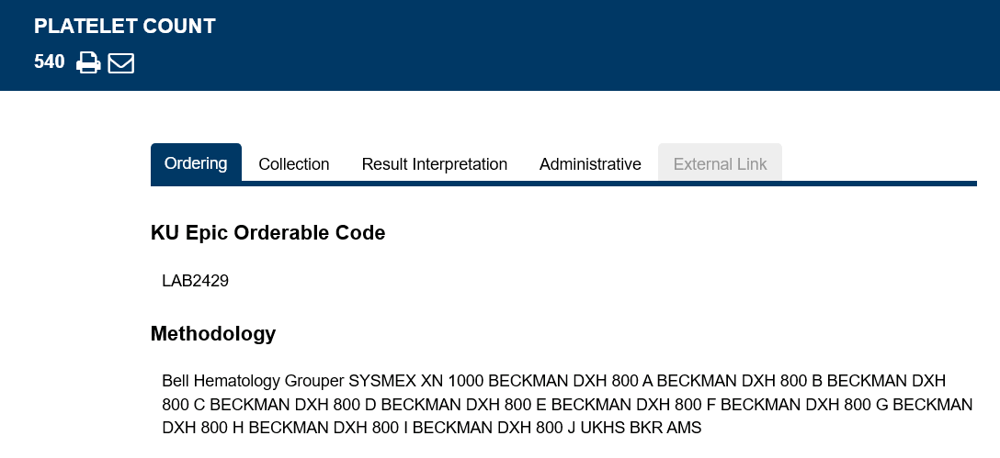 PLATELET COUNT
540
Ordering Collection Result Interpretation Administrative External Link
KU Epic Orderable Code
LAB2429
Methodology
Bell Hematology Grouper SYSMEX XN 1000 BECKMAN DXH 800 A BECKMAN DXH 800 B BECKMAN DXH
800 C BECKMAN DXH 800 D BECKMAN DXH 800 E BECKMAN DXH 800 F BECKMAN DXH 800 G BECKMAN
DXH 800 H BECKMAN DXH 800 I BECKMAN DXH 800 J UKHS BKR AMS